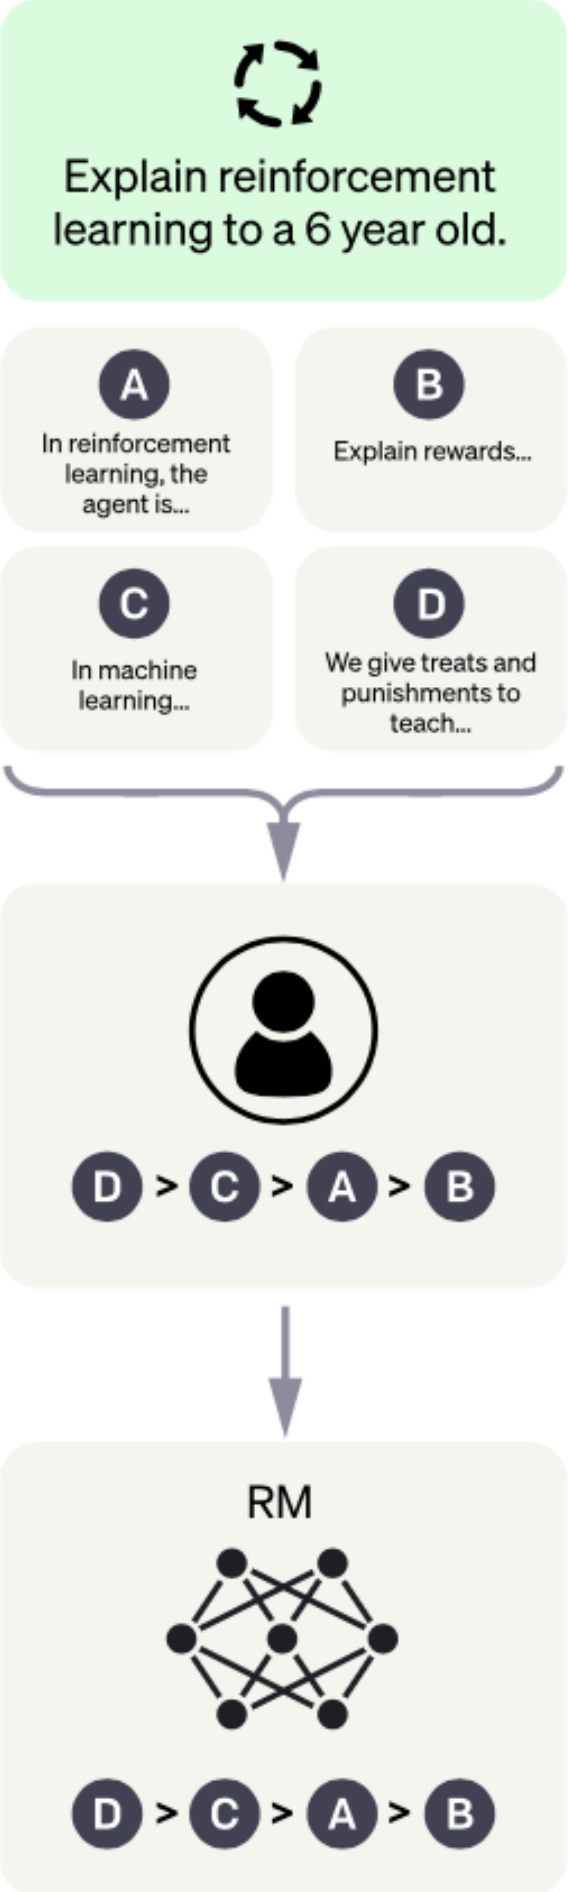 Explain reinforcement
learning to a 6 year old.
A
In reinforcement
learning, the
agent is...
B
Explain rewards...
C
In machine
learning...
D
We give treats and
punishments to
teach...
D > C > A > B
RM
D > C > A > B